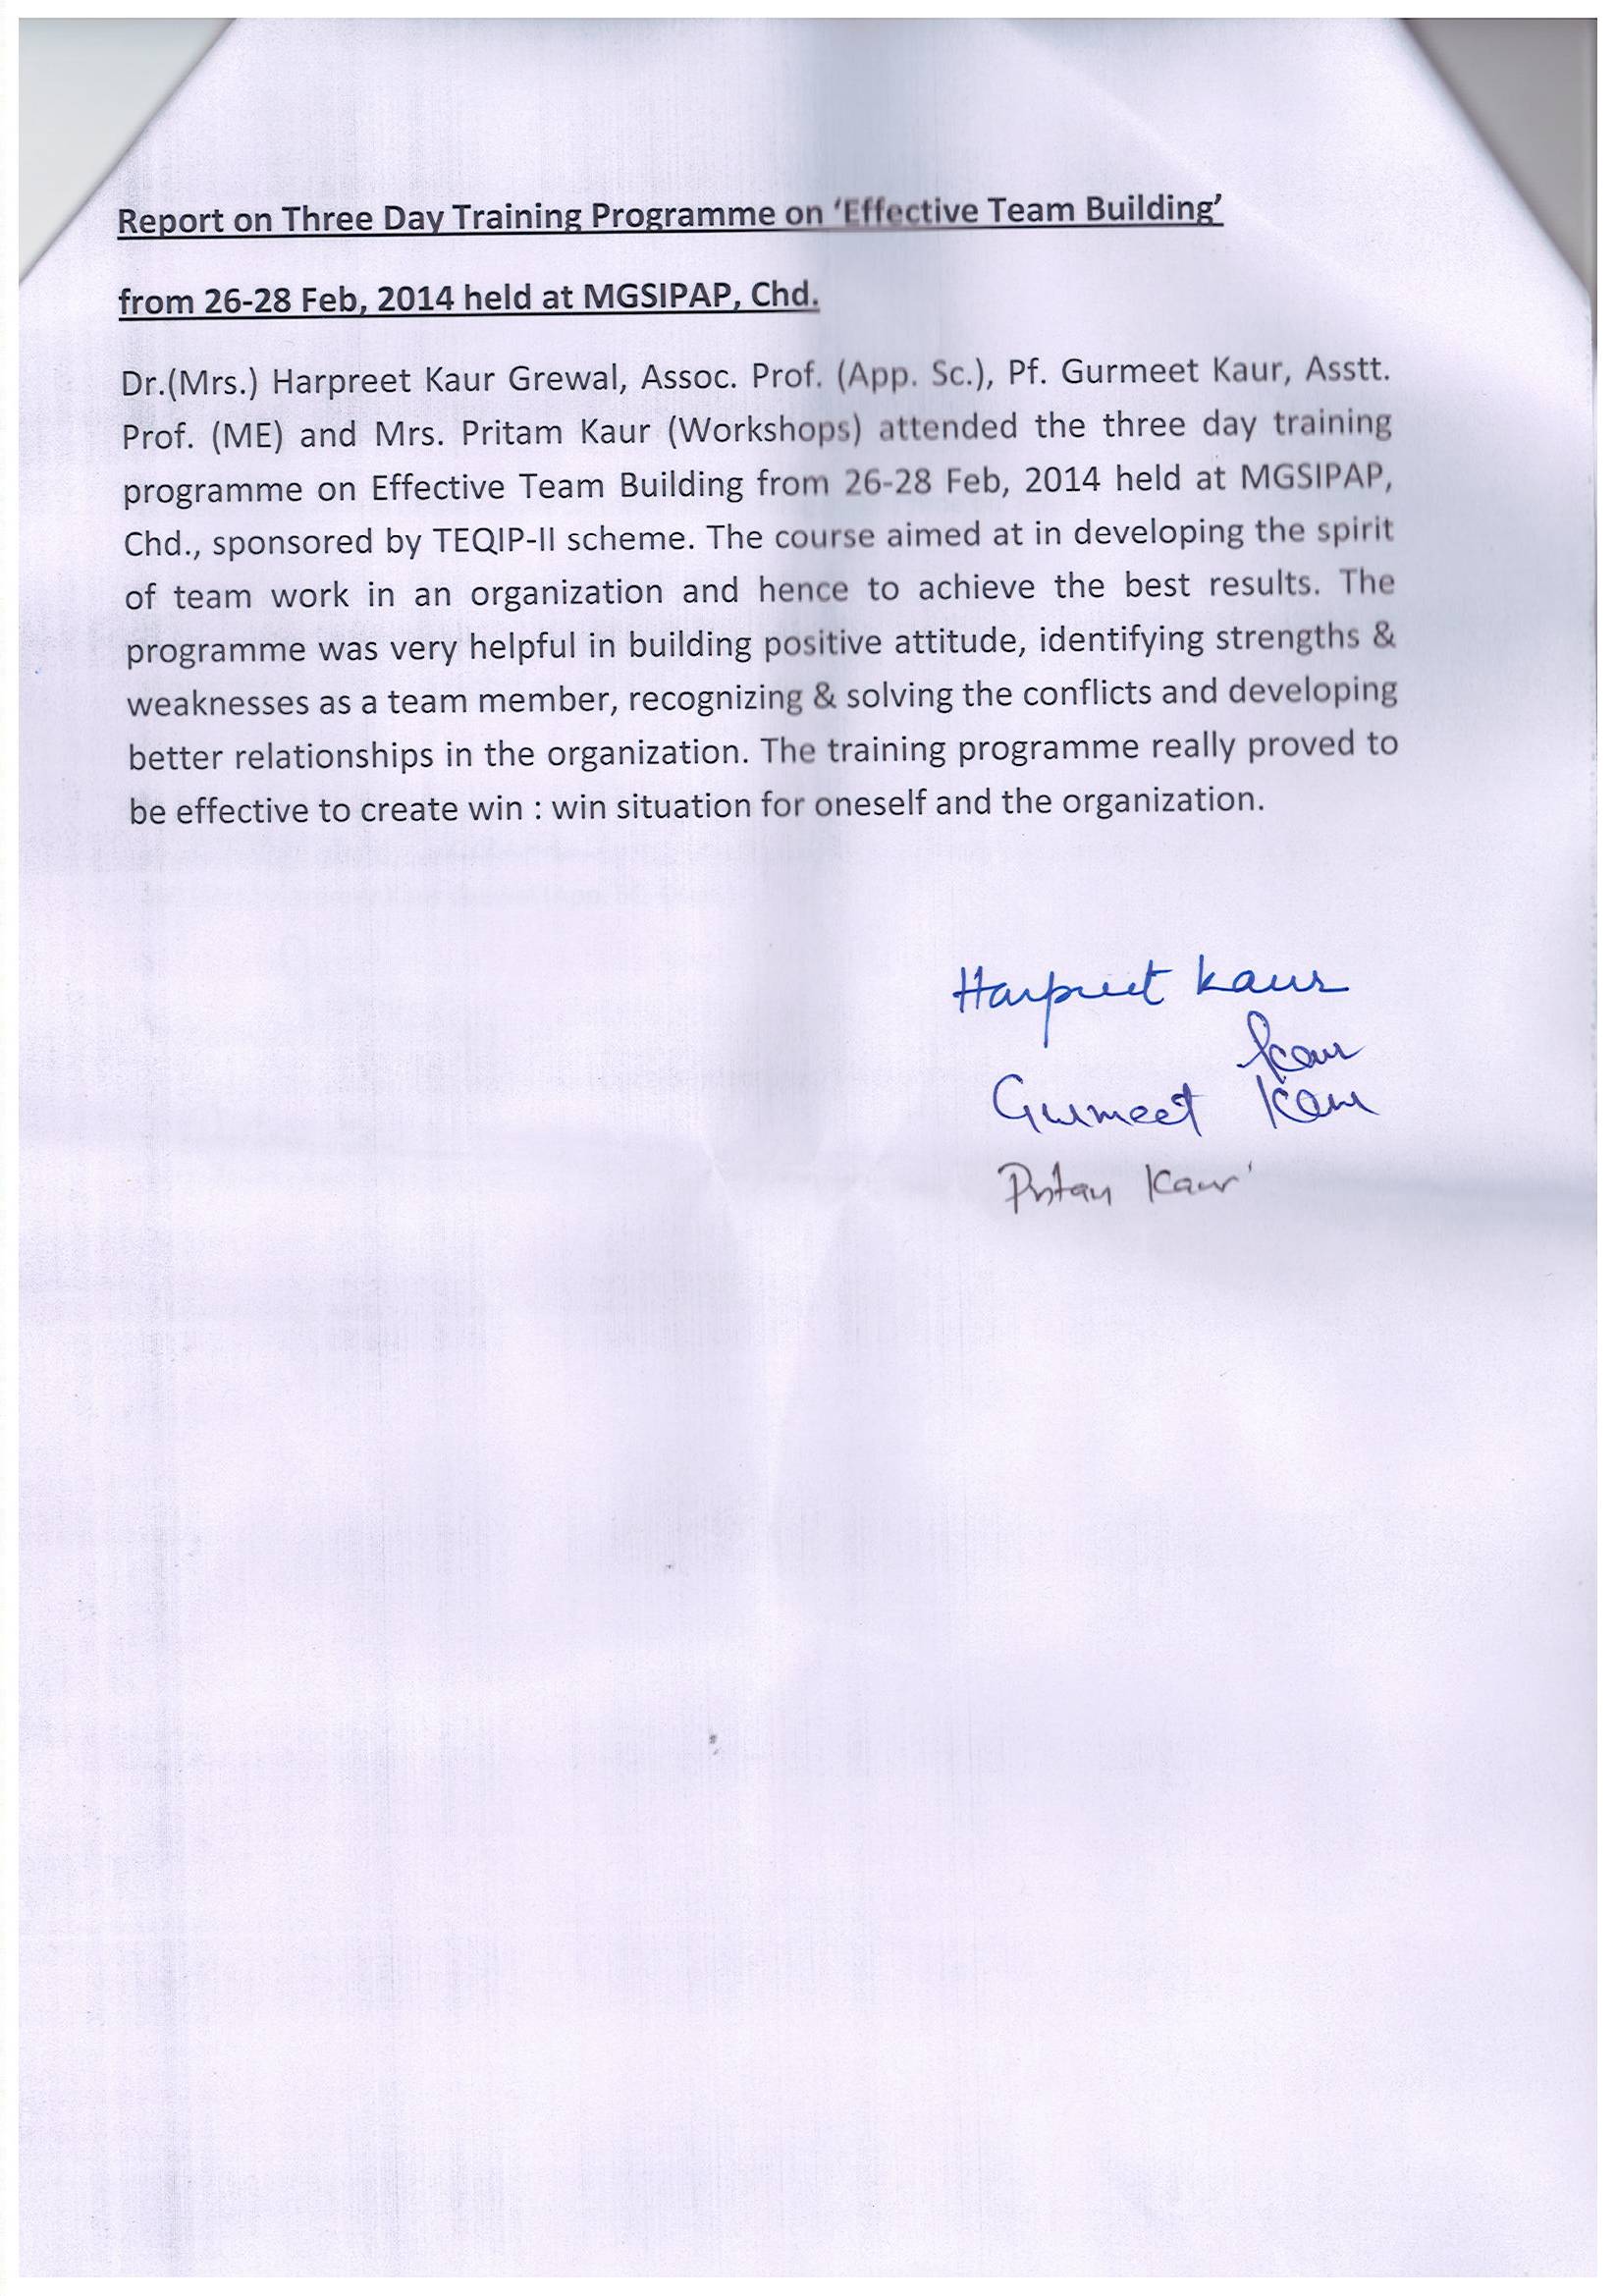 Report on Three Day Training Programme on ‘Effective Team Building’
from 26-28 Feb, 2014 held at MGSIPAP, Chd.
Dr.(Mrs.) Harpreet Kaur Grewal, Assoc. Prof. (App. Sc.), Pf. Gurmeet Kaur, Asstt.
Prof. (ME) and Mrs. Pritam Kaur (Workshops) attended the three day training
programme on Effective Team Building from 26-28 Feb, 2014 held at MGSIPAP,
Chd., sponsored by TEQIP-II scheme. The course aimed at in developing the spirit
of team work in an organization and hence to achieve the best results. The
programme was very helpful in building positive attitude, identifying strengths &
weaknesses as a team member, recognizing & solving the conflicts and developing
better relationships in the organization. The training programme really proved to
be effective to create win : win situation for oneself and the organization.
Harpreet Kaur
Kaur
Gurmeet Kaur
Pritam Kaur